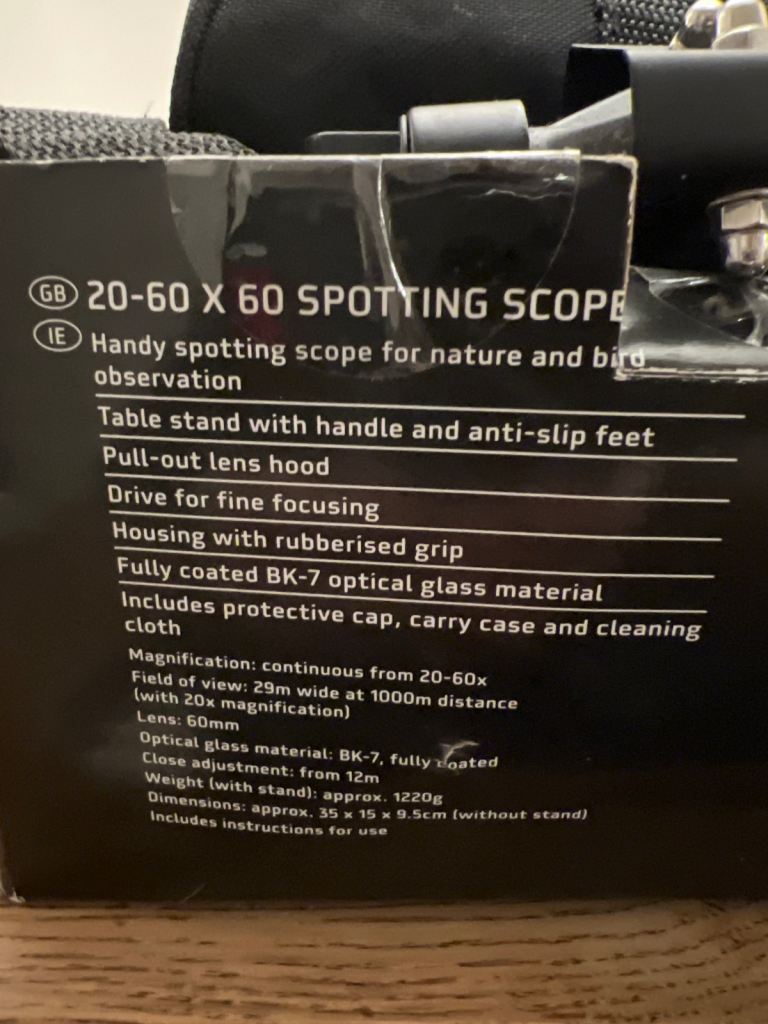 GB 20-60 X 60 SPOTTING SCOPE
IE Handy spotting scope for nature and bird
observation
Table stand with handle and anti-slip feet
Pull-out lens hood
Drive for fine focusing
Housing with rubberised grip
Fully coated BK-7 optical glass material
Includes protective cap, carry case and cleaning
cloth
Magnification: continuous from 20-60x
Field of view: 29m wide at 1000m distance
(with 20x magnification)
Lens: 60mm
Optical glass material: BK-7, fully coated
Close adjustment: from 12m
Weight (with stand): approx. 1220g
Dimensions: approx. 35 x 15 x 9.5cm (without stand)
Includes instructions for use